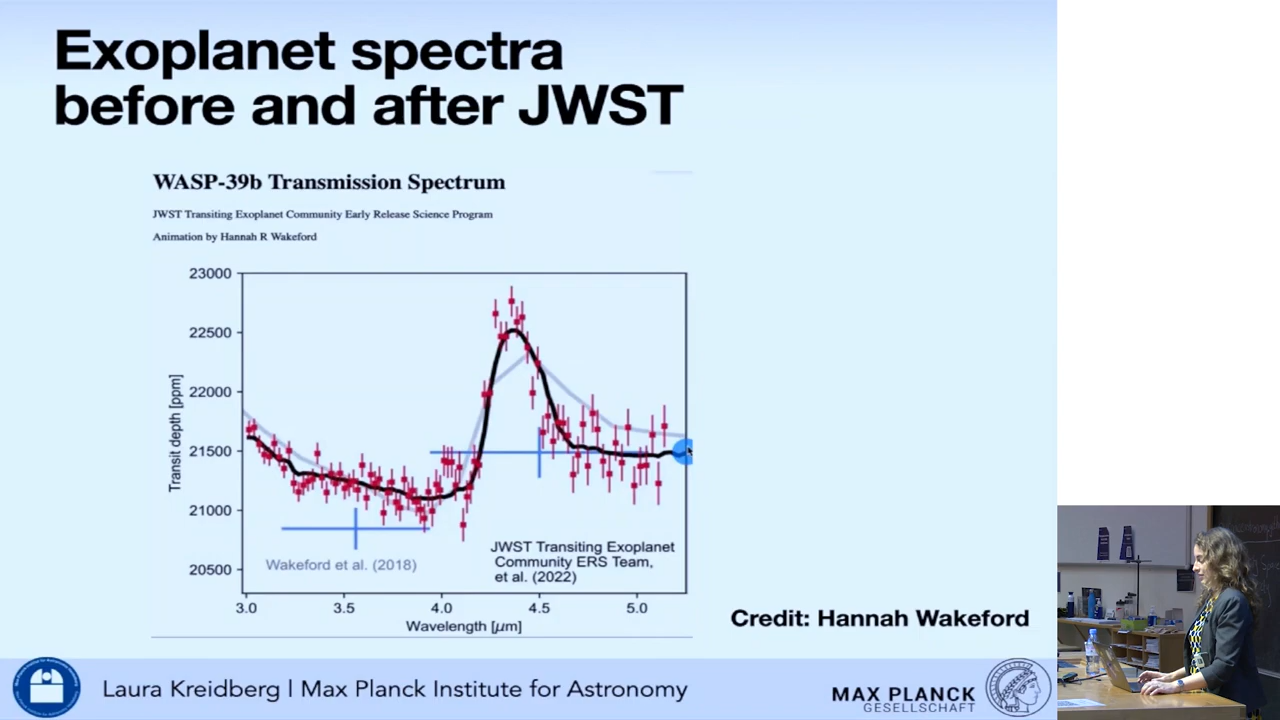 Exoplanet spectra
before and after JWST
WASP-39b Transmission Spectrum
JWST Transiting Exoplanet Community Early Release Science Program
Animation by Hannah R Wakeford
23000
22500
22000
21500
21000
20500
Transit depth [ppm]
Wakeford et al. (2018)
JWST Transiting Exoplanet
Community ERS Team,
et al. (2022)
3.0 3.5 4.0 4.5 5.0
Wavelength [μm]
Credit: Hannah Wakeford
Laura Kreidberg | Max Planck Institute for Astronomy
MAX PLANCK
GESELLSCHAFT